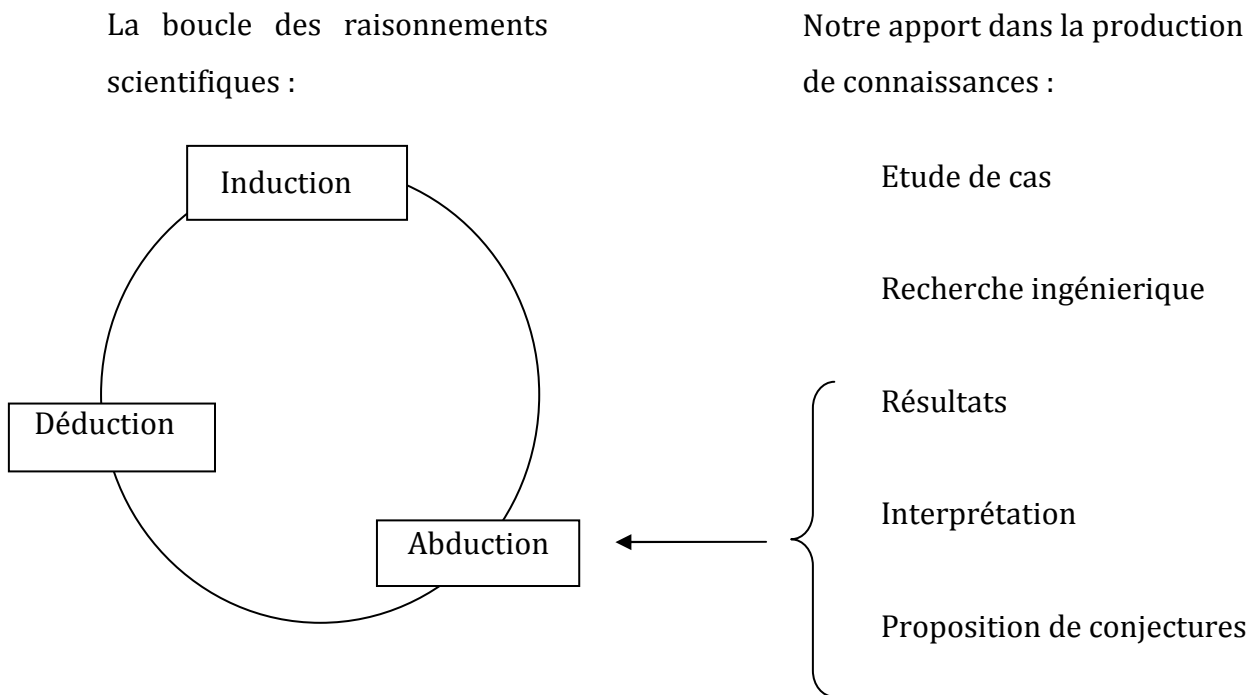 La boucle des raisonnements
scientifiques :
Notre apport dans la production
de connaissances :
Induction
Déduction
Abduction
Etude de cas
Recherche ingénierique
Résultats
Interprétation
Proposition de conjectures